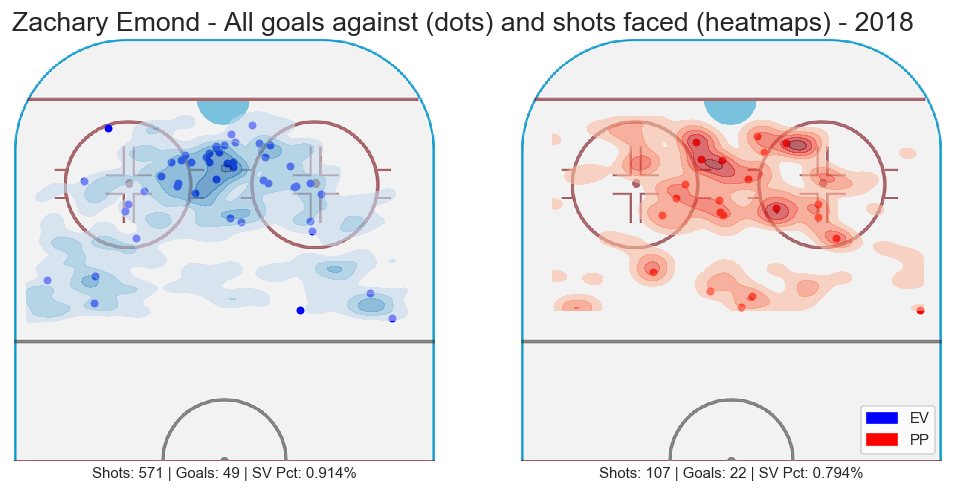 Zachary Emond - All goals against (dots) and shots faced (heatmaps) - 2018
EV
PP
Shots: 571 | Goals: 49 | SV Pct: 0.914%
Shots: 107 | Goals: 22 | SV Pct: 0.794%